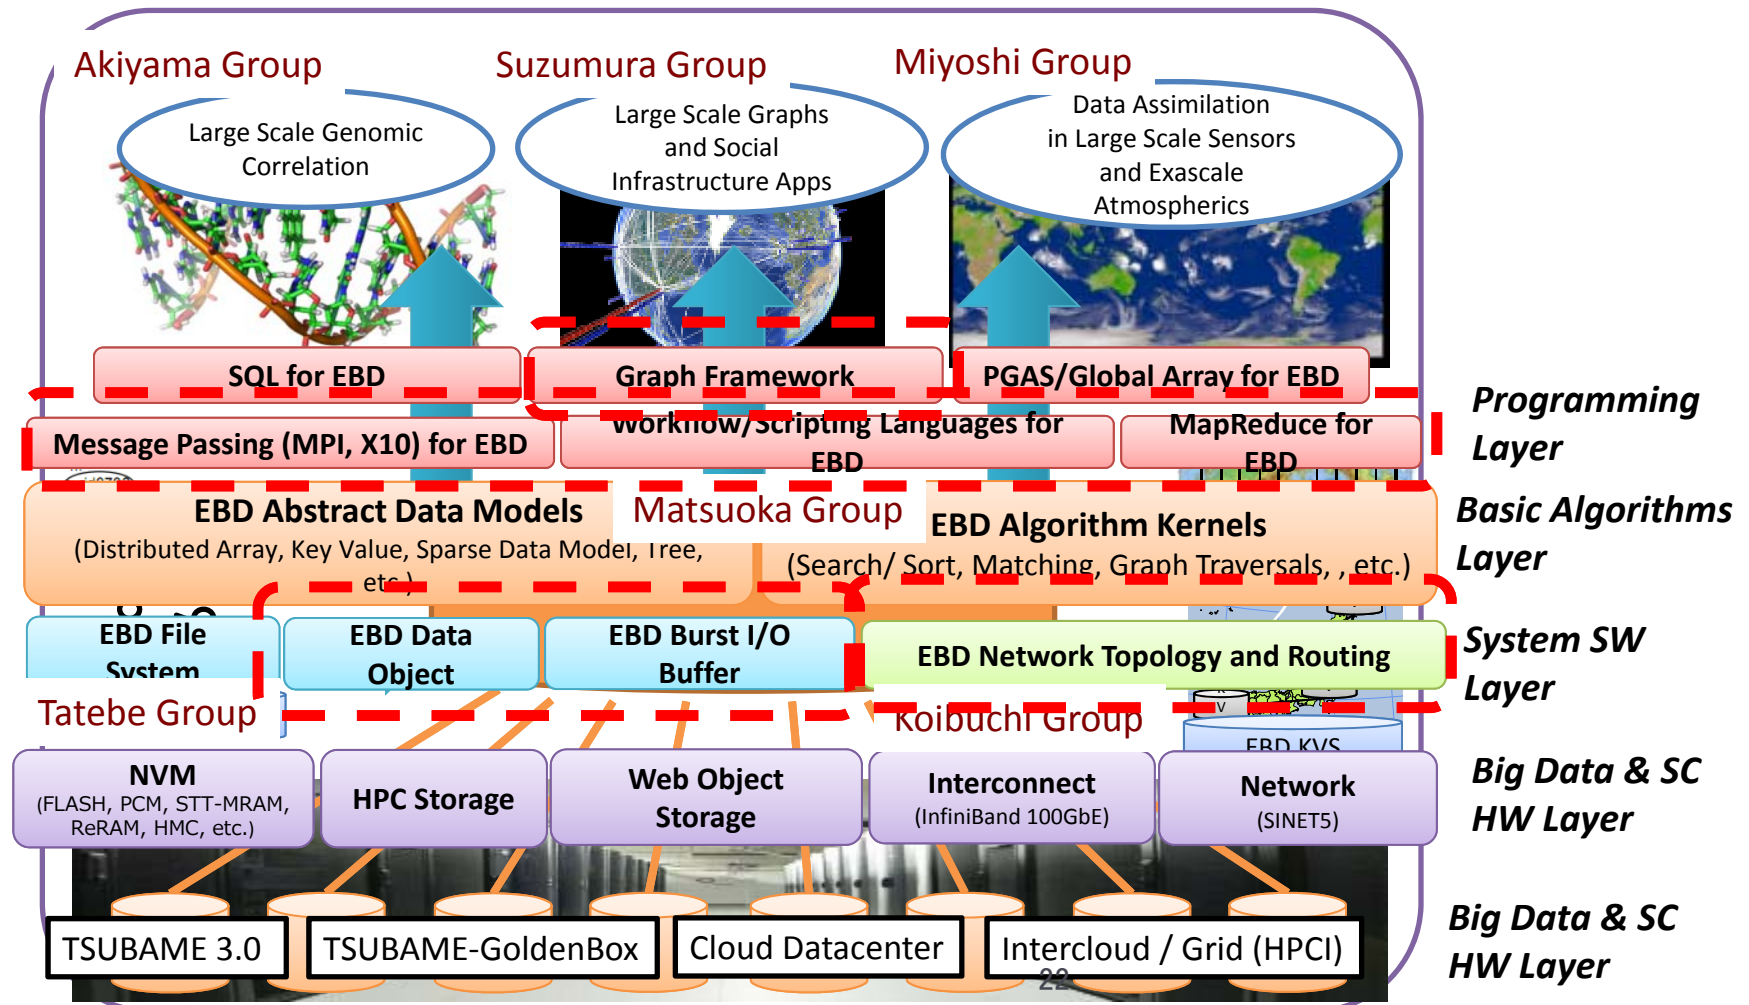 Akiyama Group
Suzumura Group
Miyoshi Group
Large Scale Genomic
Correlation
Large Scale Graphs
and Social
Infrastructure Apps
Data Assimilation
in Large Scale Sensors
and Exascale
Atmospherics
SQL for EBD
Graph Framework
PGAS/Global Array for EBD
Message Passing (MPI, X10) for EBD
Workflow/Scripting Languages for
EBD
MapReduce for
EBD
Programming
Layer
EBD Abstract Data Models
(Distributed Array, Key Value, Sparse Data Model, Tree,
etc.)
Matsuoka Group
EBD Algorithm Kernels
(Search/ Sort, Matching, Graph Traversals, , etc.)
Basic Algorithms
Layer
EBD File
System
EBD Data
Object
EBD Burst I/O
Buffer
EBD Network Topology and Routing
System SW
Layer
Tatebe Group
Koibuchi Group
V
EBD KVS
NVM
(FLASH, PCM, STT-MRAM,
ReRAM, HMC, etc.)
HPC Storage
Web Object
Storage
Interconnect
(InfiniBand 100GbE)
Network
(SINET5)
Big Data & SC
HW Layer
TSUBAME 3.0
TSUBAME-GoldenBox
Cloud Datacenter
Intercloud / Grid (HPCI)
22
Big Data & SC
HW Layer